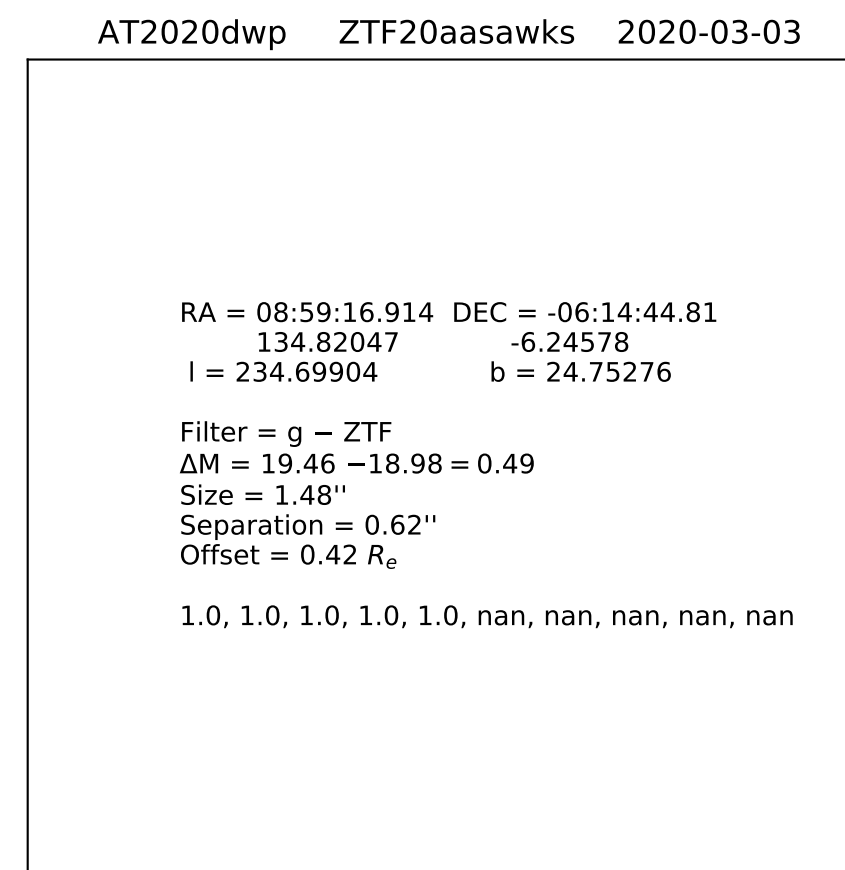 AT2020dwp ZTF20aasawks 2020-03-03
RA = 08:59:16.914 DEC = -06:14:44.81
134.82047 -6.24578
l = 234.69904 b = 24.75276
Filter = g − ZTF
ΔM = 19.46 −18.98 = 0.49
Size = 1.48''
Separation = 0.62''
Offset = 0.42 Re
1.0, 1.0, 1.0, 1.0, 1.0, nan, nan, nan, nan, nan